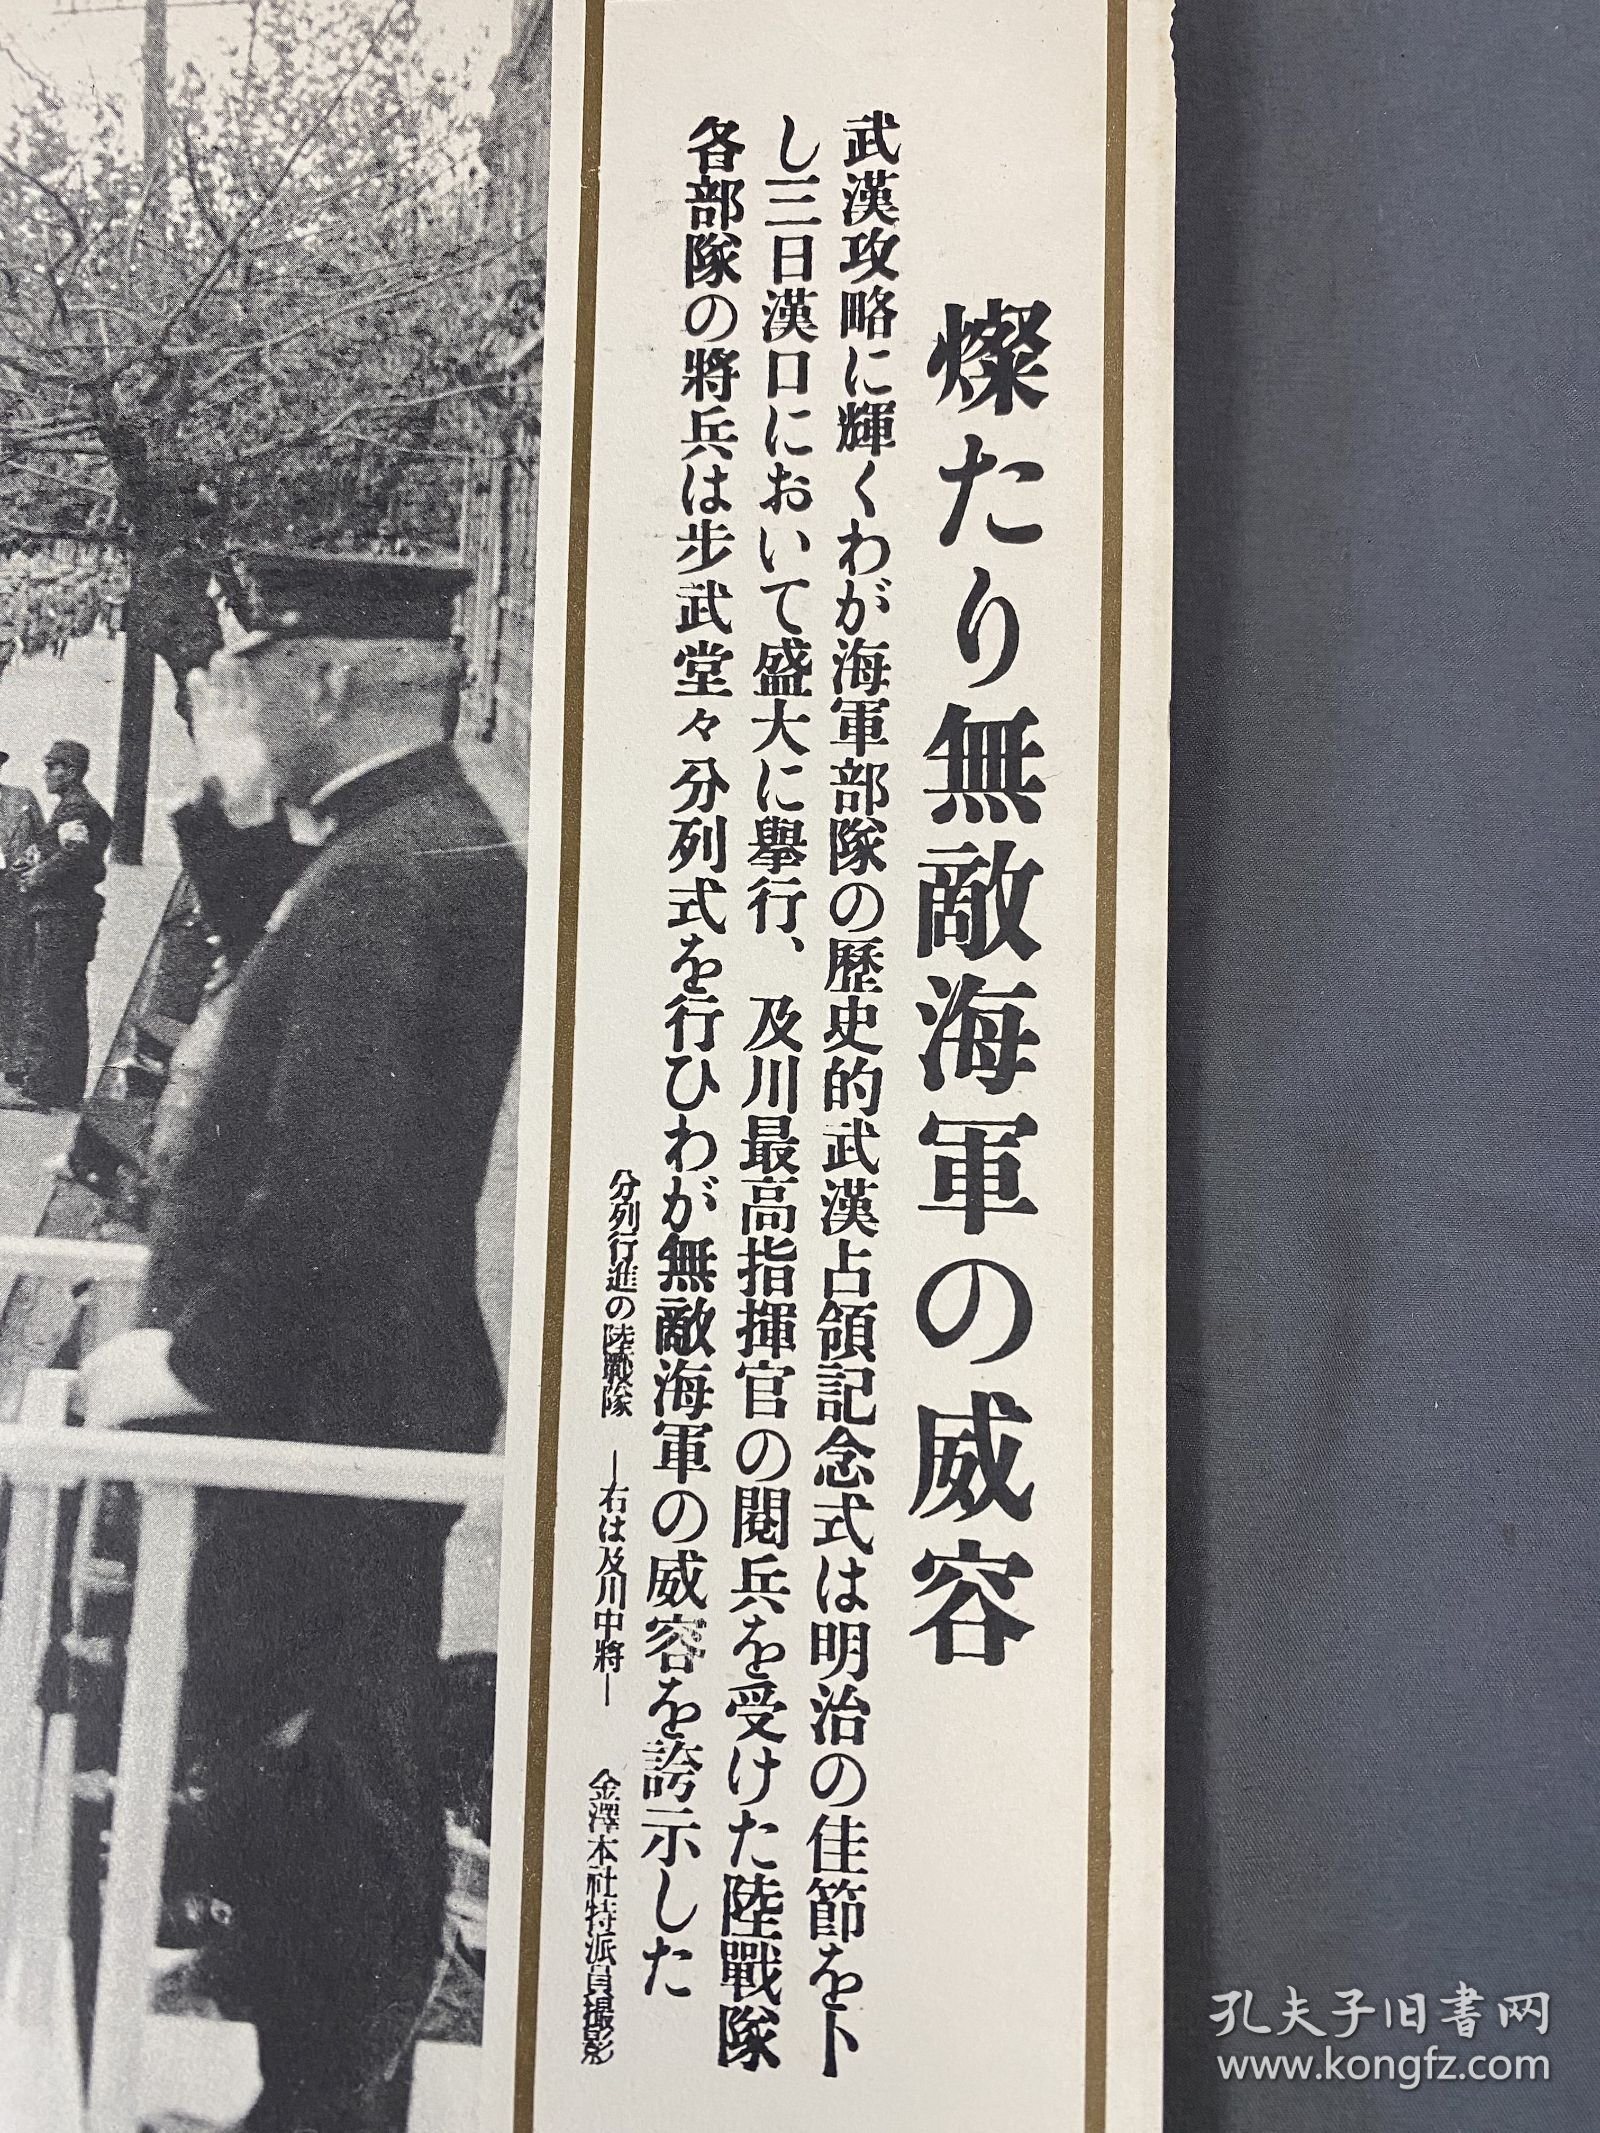 燦たり無敵海軍の威容
武漢攻略に輝くわが海軍部隊の歴史的武漢占領記念式は明治の佳節をト
し三日漢口において盛大に擧行、及川最高指揮官の閲兵を受けた陸戰隊
各部隊の將兵は步武堂々分列式を行ひわが無敵海軍の威容を誇示した
分列行進の陸戰隊 —右は及川中將— 金澤本社特派員撮影
孔夫子旧書网
www.kongfz.com